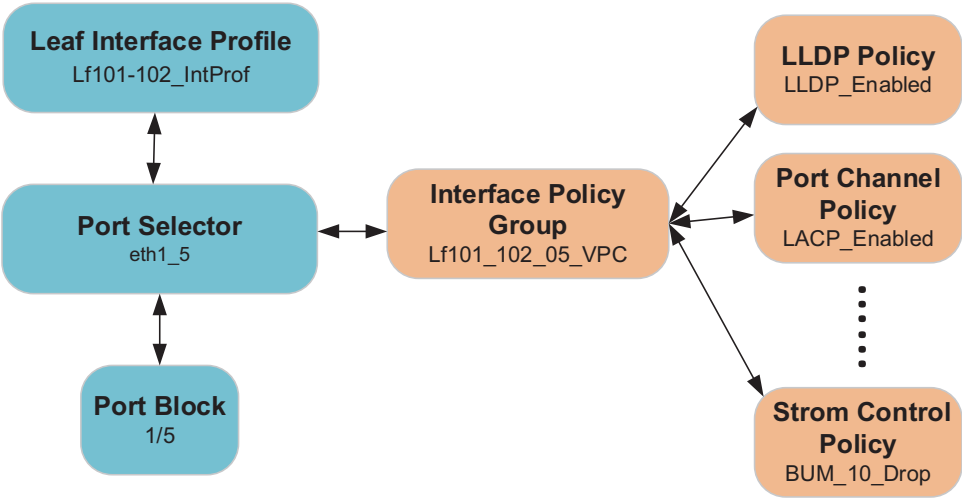 Leaf Interface Profile
Lf101-102_IntProf
Port Selector
eth1_5
Port Block
1/5
Interface Policy
Group
Lf101_102_05_VPC
LLDP Policy
LLDP_Enabled
Port Channel
Policy
LACP_Enabled
Strom Control
Policy
BUM_10_Drop